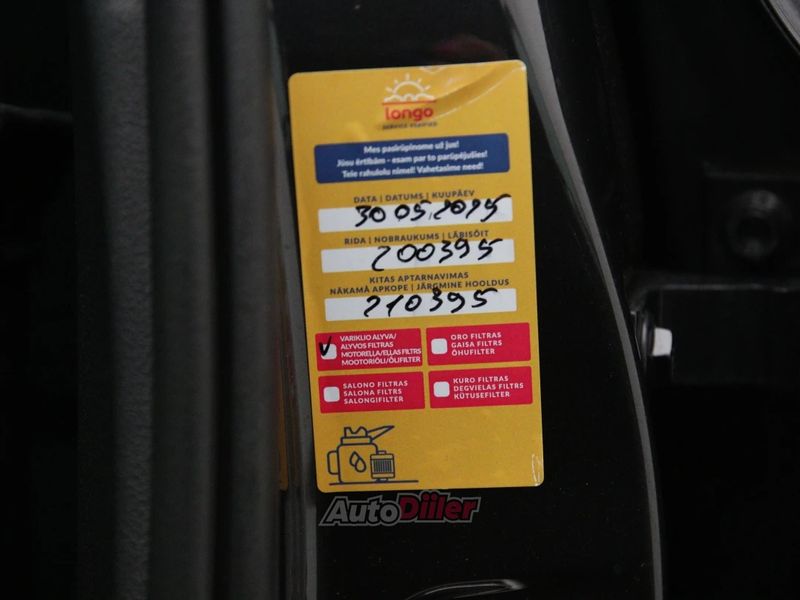 longo
Mes pasirūpinome už jus!
Jūsu ērtībām - esam par to parūpējušies!
Teie rahulolu nimel! Vahetasime need!
DATA | DATUMS | KUUPÄEV
30 05.2025
RIDA | NOBRAUKUMS | LÄBISÕIT
200395
KITAS APTARNAVIMAS
NĀKAMĀ APKOPE | JÄRGMINE HOOLDUS
210395
VARIKLIO ALYVA/
ALYVOS FILTRAS
MOTOREĻĻA/EĻĻAS FILTRS
MOOTORIÕLI/ÕLIFILTER
ORO FILTRAS
GAISA FILTRS
ÕHUFILTER
SALONO FILTRAS
SALONA FILTRS
SALONGIFILTER
KURO FILTRAS
DEGVIELAS FILTRS
KÜTUSEFILTER
AutoDiiler